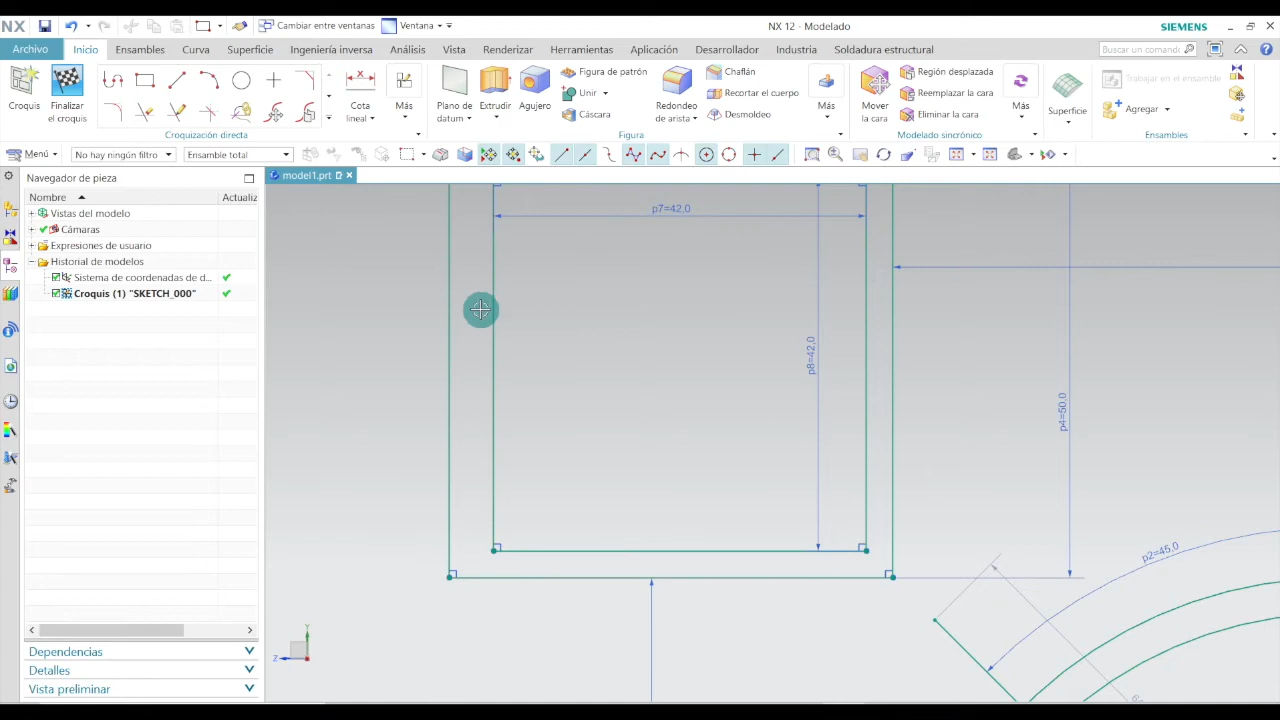 NX Cambiar entre ventanas Ventana NX 12 - Modelado SIEMENS
Archivo Inicio Ensambles Curva Superficie Ingeniería inversa Análisis Vista Renderizar Herramientas Aplicación Desarrollador Industria Soldadura estructural Buscar un comando
Croquis Finalizar el croquis Cota lineal Más Plano de datum Extrudir Agujero Figura de patrón Unir Cáscara Redondeo de arista Chaflán Recortar el cuerpo Desmoldeo Más Mover la cara Región desplazada Reemplazar la cara Eliminar la cara Más Superficie Trabajar en el ensamble Agregar
Croquización directa Figura Modelado sincrónico Ensambles
Menú No hay ningún filtro Ensamble total
Navegador de pieza model1.prt
Nombre Actualiz
Vistas del modelo
Cámaras
Expresiones de usuario
Historial de modelos
Sistema de coordenadas de d...
Croquis (1) "SKETCH_000"
p7=42,0
p8=42,0
p4=50,0
p2=45,0
Y
Z
Dependencias
Detalles
Vista preliminar